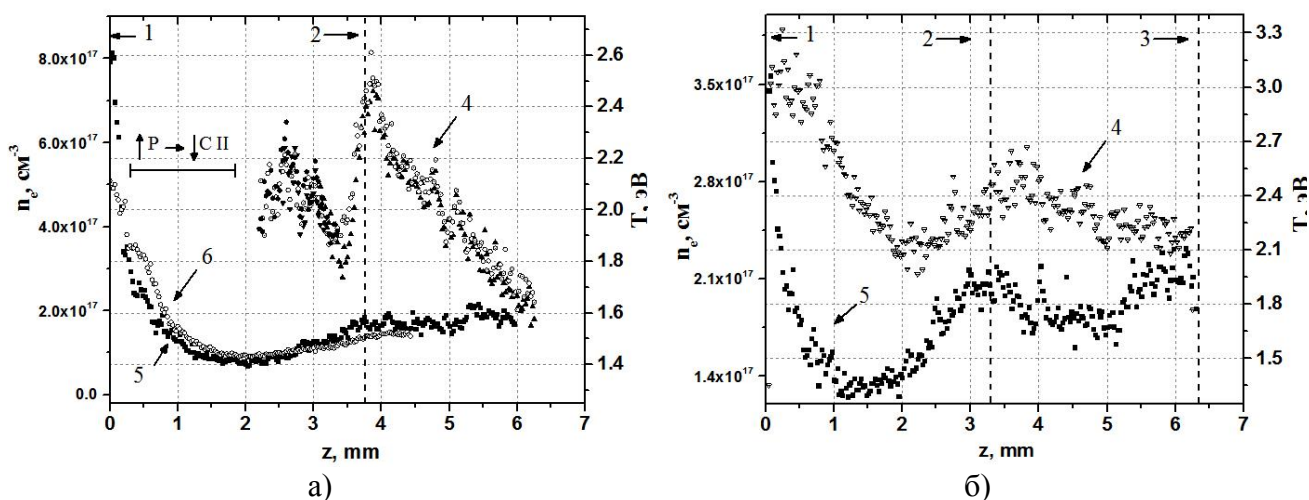 1
2
8.0x10¹⁷
6.0x10¹⁷
4.0x10¹⁷
2.0x10¹⁷
0.0
nₑ, см⁻³
P
C II
4
6
5
2.6
2.4
2.2
2.0
1.8
1.6
1.4
T, эВ
0 1 2 3 4 5 6 7
z, mm
а)
1
2
3
3.5x10¹⁷
2.8x10¹⁷
2.1x10¹⁷
1.4x10¹⁷
nₑ, см⁻³
4
5
3.3
3.0
2.7
2.4
2.1
1.8
1.5
T, эВ
0 1 2 3 4 5 6 7
z, mm
б)